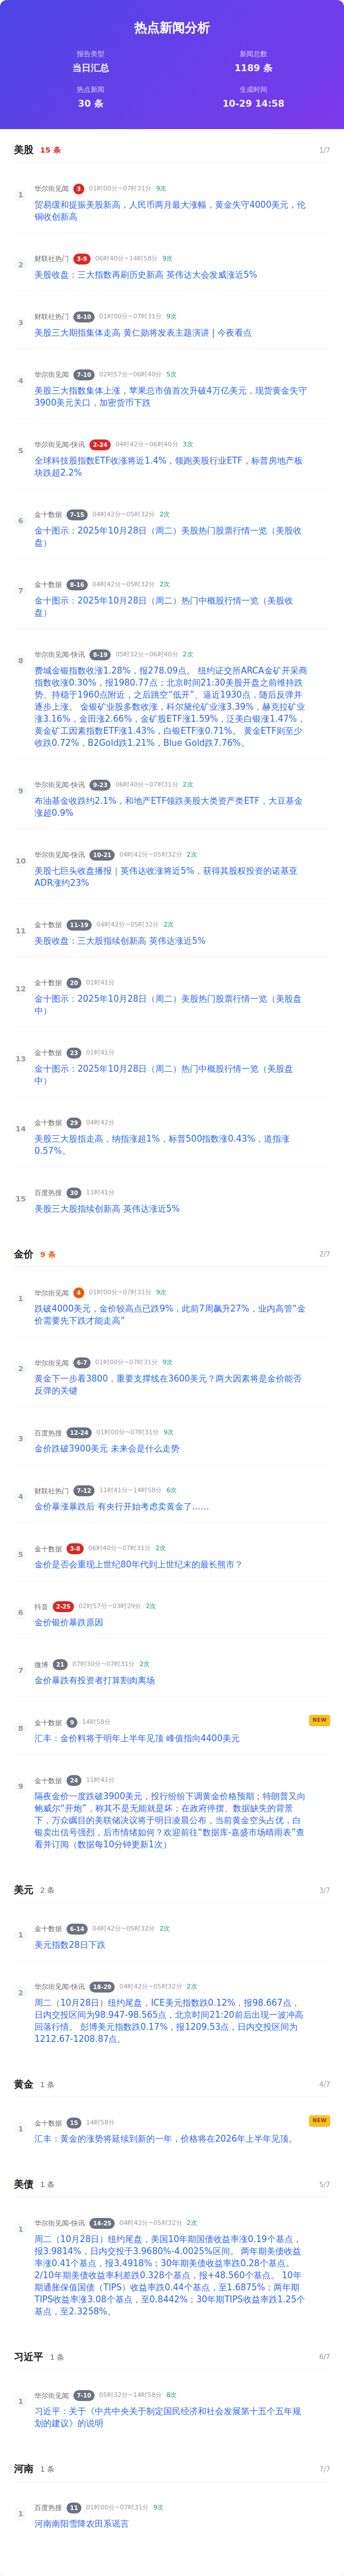 热点新闻分析
报告类型
当日汇总
新闻总数
1189 条
热点新闻
30 条
生成时间
10-29 14:58
美股 15 条 1/7
1 华尔街见闻 3 01时00分~07时31分 9次
贸易缓和提振美股新高，人民币两月最大涨幅，黄金失守4000美元，伦
铜收创新高
2 财联社热门 3-9 06时40分~14时58分 9次
美股收盘：三大指数再刷历史新高 英伟达大会发威涨近5%
3 财联社热门 8-10 01时00分~07时31分 9次
美股三大期指集体走高 黄仁勋将发表主题演讲 | 今夜看点
4 华尔街见闻 7-10 02时57分~06时40分 5次
美股三大指数集体上涨，苹果总市值首次升破4万亿美元，现货黄金失守
3900美元关口，加密货币下跌
5 华尔街见闻-快讯 2-24 04时42分~06时40分 3次
全球科技股指数ETF收涨将近1.4%，领跑美股行业ETF，标普房地产板
块跌超2.2%
6 金十数据 7-15 04时42分~05时32分 2次
金十图示：2025年10月28日（周二）美股热门股票行情一览（美股收
盘）
7 金十数据 8-16 04时42分~05时32分 2次
金十图示：2025年10月28日（周二）热门中概股行情一览（美股收
盘）
8 华尔街见闻-快讯 8-19 05时32分~06时40分 2次
费城金银指数收涨1.28%，报278.09点。 纽约证交所ARCA金矿开采商
指数收涨0.30%，报1980.77点；北京时间21:30美股开盘之前维持跌
势、持稳于1960点附近，之后跳空“低开”、逼近1930点，随后反弹并
逐步上涨。 金银矿业股多数收涨，科尔黛伦矿业涨3.39%，赫克拉矿业
涨3.16%，金田涨2.66%，金矿股ETF涨1.59%，泛美白银涨1.47%，
黄金矿工因素指数ETF涨1.43%，白银ETF涨0.71%。 黄金ETF则至少
收跌0.72%，B2Gold跌1.21%，Blue Gold跌7.76%。
9 华尔街见闻-快讯 9-23 06时40分~07时31分 2次
布油基金收跌约2.1%，和地产ETF领跌美股大类资产类ETF，大豆基金
涨超0.9%
10 华尔街见闻-快讯 10-21 04时42分~05时32分 2次
美股七巨头收盘播报｜英伟达收涨将近5%，获得其股权投资的诺基亚
ADR涨约23%
11 金十数据 11-19 04时42分~05时32分 2次
美股收盘：三大股指续创新高 英伟达涨近5%
12 金十数据 20 01时41分
金十图示：2025年10月28日（周二）美股热门股票行情一览（美股盘
中）
13 金十数据 23 01时41分
金十图示：2025年10月28日（周二）热门中概股行情一览（美股盘
中）
14 金十数据 29 04时42分
美股三大股指走高，纳指涨超1%，标普500指数涨0.43%，道指涨
0.57%。
15 百度热搜 30 11时41分
美股三大股指续创新高 英伟达涨近5%
金价 9 条 2/7
1 华尔街见闻 4 01时00分~07时31分 9次
跌破4000美元，金价较高点已跌9%，此前7周飙升27%，业内高管“金
价需要先下跌才能走高”
2 华尔街见闻 6-7 01时00分~07时31分 9次
黄金下一步看3800，重要支撑线在3600美元？两大因素将是金价能否
反弹的关键
3 百度热搜 12-24 01时00分~07时31分 9次
金价跌破3900美元 未来会是什么走势
4 财联社热门 7-12 11时41分~14时58分 6次
金价暴涨暴跌后 有央行开始考虑卖黄金了……
5 金十数据 3-8 06时40分~07时31分 2次
金价是否会重现上世纪80年代到上世纪末的最长熊市？
6 抖音 2-25 02时57分~03时29分 2次
金价银价暴跌原因
7 微博 21 07时30分~07时31分 2次
金价暴跌有投资者打算割肉离场
8 金十数据 9 14时58分 NEW
汇丰：金价料将于明年上半年见顶 峰值指向4400美元
9 金十数据 24 11时41分
隔夜金价一度跌破3900美元，投行纷纷下调黄金价格预期；特朗普又向
鲍威尔“开炮”，称其不是无能就是坏；在政府停摆、数据缺失的背景
下，万众瞩目的美联储决议将于明日凌晨公布，当前黄金空头占优，白
银卖出信号强烈，后市情绪如何？欢迎前往“数据库-嘉盛市场晴雨表”查
看并订阅（数据每10分钟更新1次）
美元 2 条 3/7
1 金十数据 6-14 04时42分~05时32分 2次
美元指数28日下跌
2 华尔街见闻-快讯 18-29 04时42分~05时32分 2次
周二（10月28日）纽约尾盘，ICE美元指数跌0.12%，报98.667点，
日内交投区间为98.947-98.565点，北京时间21:20前后出现一波冲高
回落行情。 彭博美元指数跌0.17%，报1209.53点，日内交投区间为
1212.67-1208.87点。
黄金 1 条 4/7
1 金十数据 15 14时58分 NEW
汇丰：黄金的涨势将延续到新的一年，价格将在2026年上半年见顶。
美债 1 条 5/7
1 华尔街见闻-快讯 14-25 04时42分~05时32分 2次
周二（10月28日）纽约尾盘，美国10年期国债收益率涨0.19个基点，
报3.9814%，日内交投于3.9680%-4.0025%区间。 两年期美债收益
率涨0.41个基点，报3.4918%；30年期美债收益率跌0.28个基点。
2/10年期美债收益率利差跌0.328个基点，报+48.560个基点。 10年
期通胀保值国债（TIPS）收益率跌0.44个基点，至1.6875%；两年期
TIPS收益率涨3.08个基点，至0.8442%；30年期TIPS收益率跌1.25个
基点，至2.3258%。
习近平 1 条 6/7
1 华尔街见闻 7-10 05时32分~14时58分 8次
习近平：关于《中共中央关于制定国民经济和社会发展第十五个五年规
划的建议》的说明
河南 1 条 7/7
1 百度热搜 11 01时00分~07时31分 9次
河南南阳雪降农田系谣言